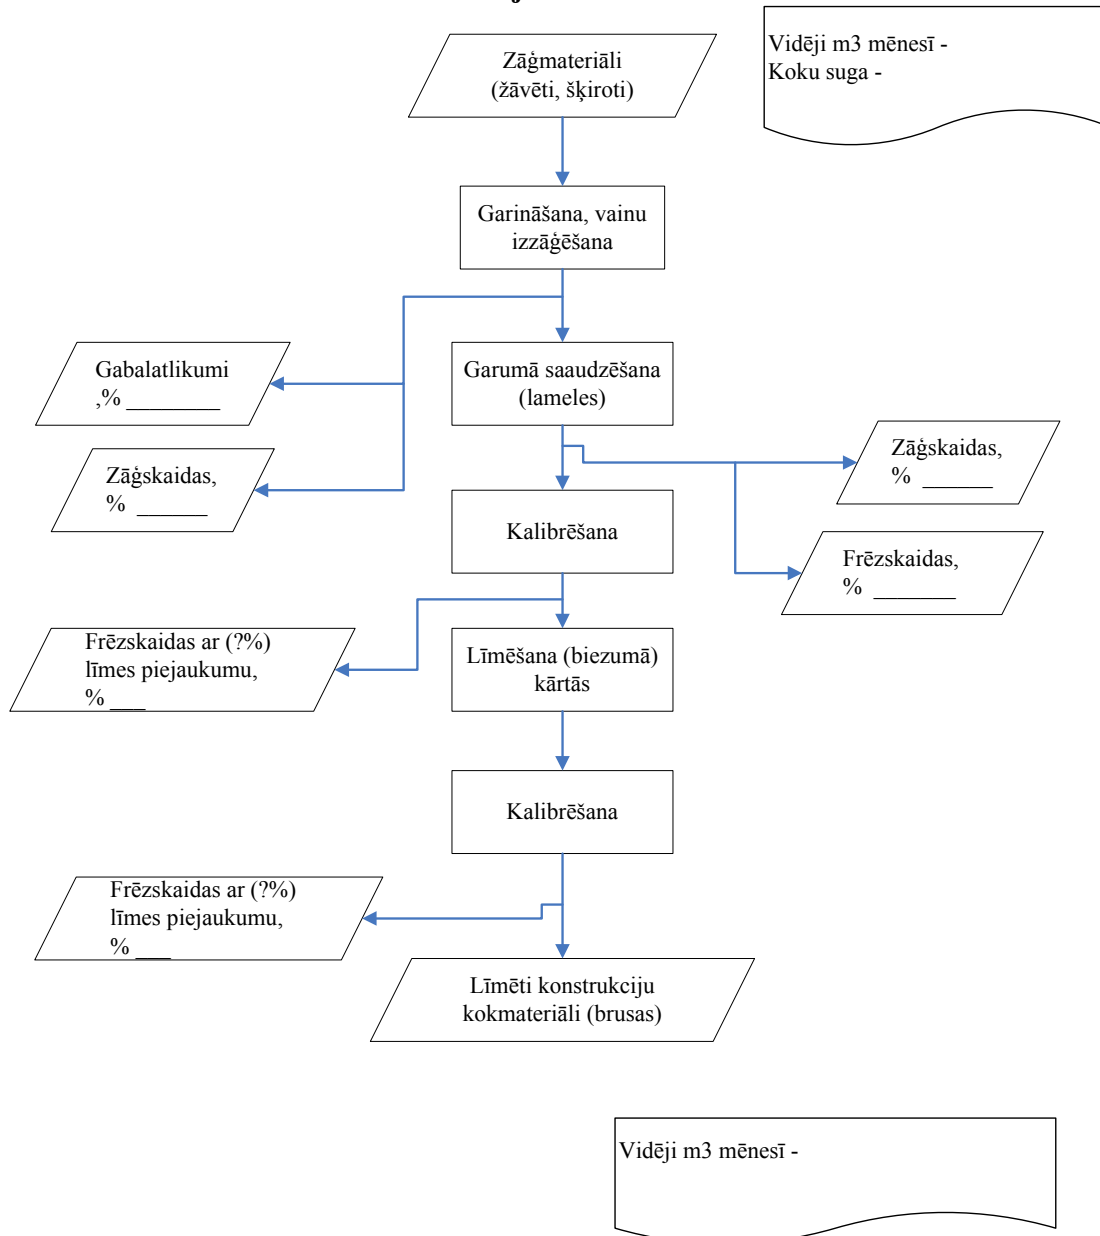 Vidēji m3 mēnesī -
Koku suga -
Zāģmateriāli
(žāvēti, šķiroti)
Garināšana, vainu
izzāģēšana
Gabalatlikumi
,% ________
Garumā saaudzēšana
(lameles)
Zāģskaidas,
% ______
Zāģskaidas,
% ______
Kalibrēšana
Frēzskaidas,
% _______
Frēzskaidas ar (?%)
līmes piejaukumu,
% ___
Līmēšana (biezumā)
kārtās
Kalibrēšana
Frēzskaidas ar (?%)
līmes piejaukumu,
% ___
Līmēti konstrukciju
kokmateriāli (brusas)
Vidēji m3 mēnesī -